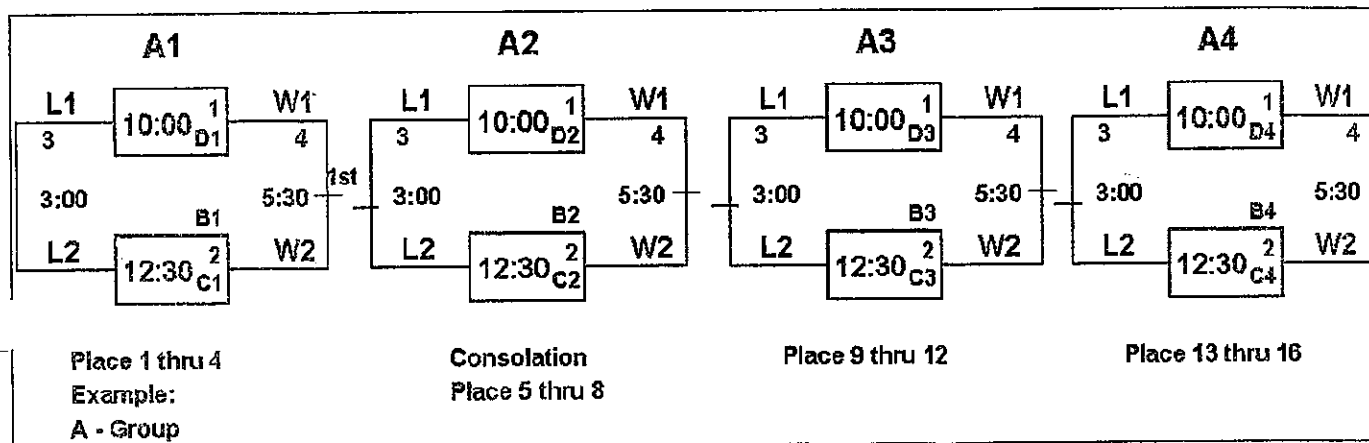 A1 A2 A3 A4
L1 1 W1 L1 1 W1 L1 1 W1 L1 1 W1
10:00 10:00 10:00 10:00
3 D1 4 3 D2 4 3 D3 4 3 D4 4
1st
3:00 5:30 3:00 5:30 3:00 5:30 3:00 5:30
B1 B2 B3 B4
L2 2 W2 L2 2 W2 L2 2 W2 L2 2 W2
12:30 C1 12:30 C2 12:30 C3 12:30 C4
Place 1 thru 4 Consolation Place 9 thru 12 Place 13 thru 16
Example: Place 5 thru 8
A - Group